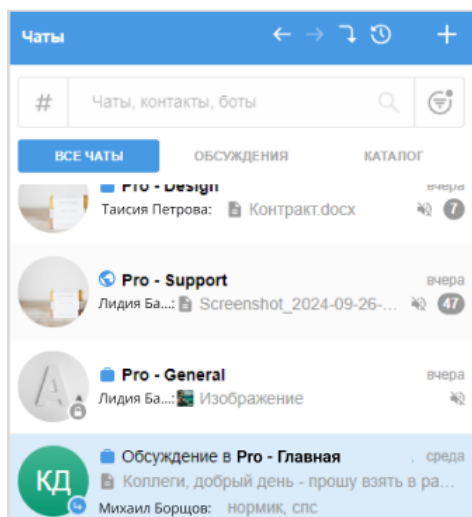 Чаты
#
Чаты, контакты, боты
ВСЕ ЧАТЫ ОБСУЖДЕНИЯ КАТАЛОГ
Pro - Design вчера
Таисия Петрова: Контракт.docx 7
Pro - Support вчера
Лидия Ба...: Screenshot_2024-09-26-... 47
A Pro - General вчера
Лидия Ба...: Изображение
КД Обсуждение в Pro - Главная среда
Коллеги, добрый день - прошу взять в ра...
Михаил Борщов: нормик, спс